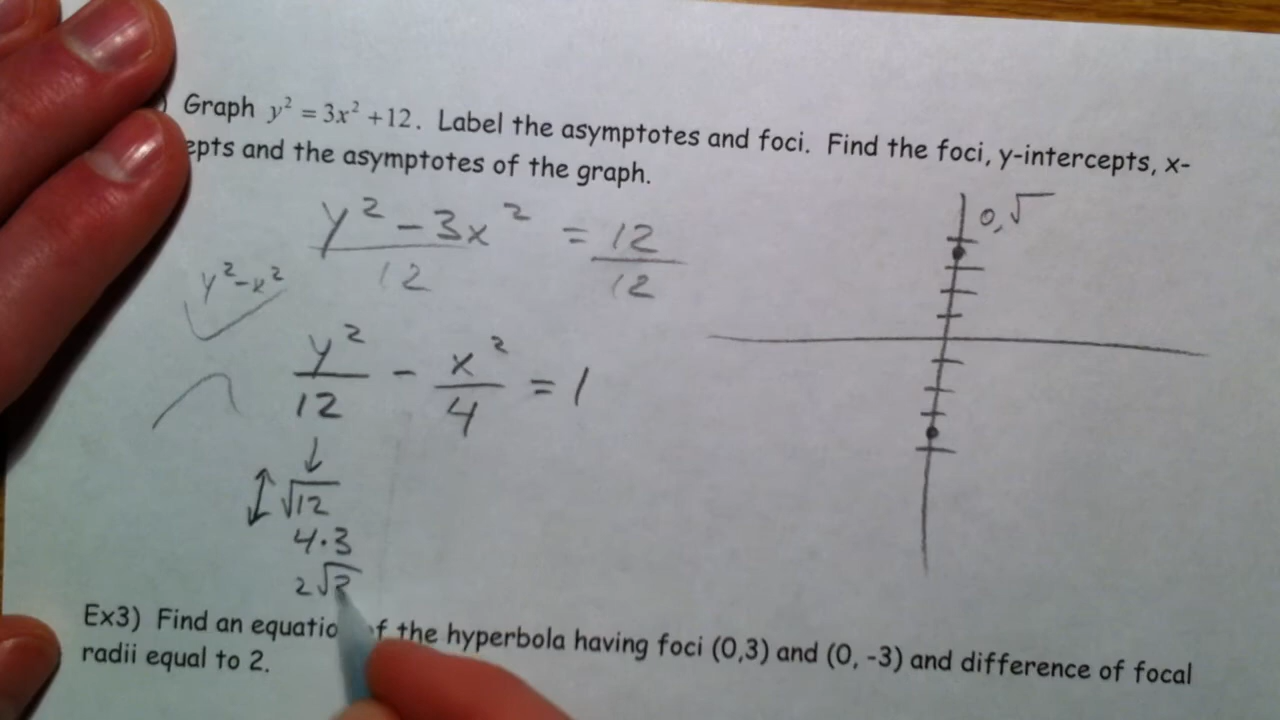 Graph y² = 3x² + 12. Label the asymptotes and foci. Find the foci, y-intercepts, x-
epts and the asymptotes of the graph.
y² - 3x² = 12
12 12
y² - x²
y² x²
— - — = 1
12 4
↓
↕ √12
4·3
2√3
0,√
Ex3) Find an equatio of the hyperbola having foci (0,3) and (0, -3) and difference of focal
radii equal to 2.